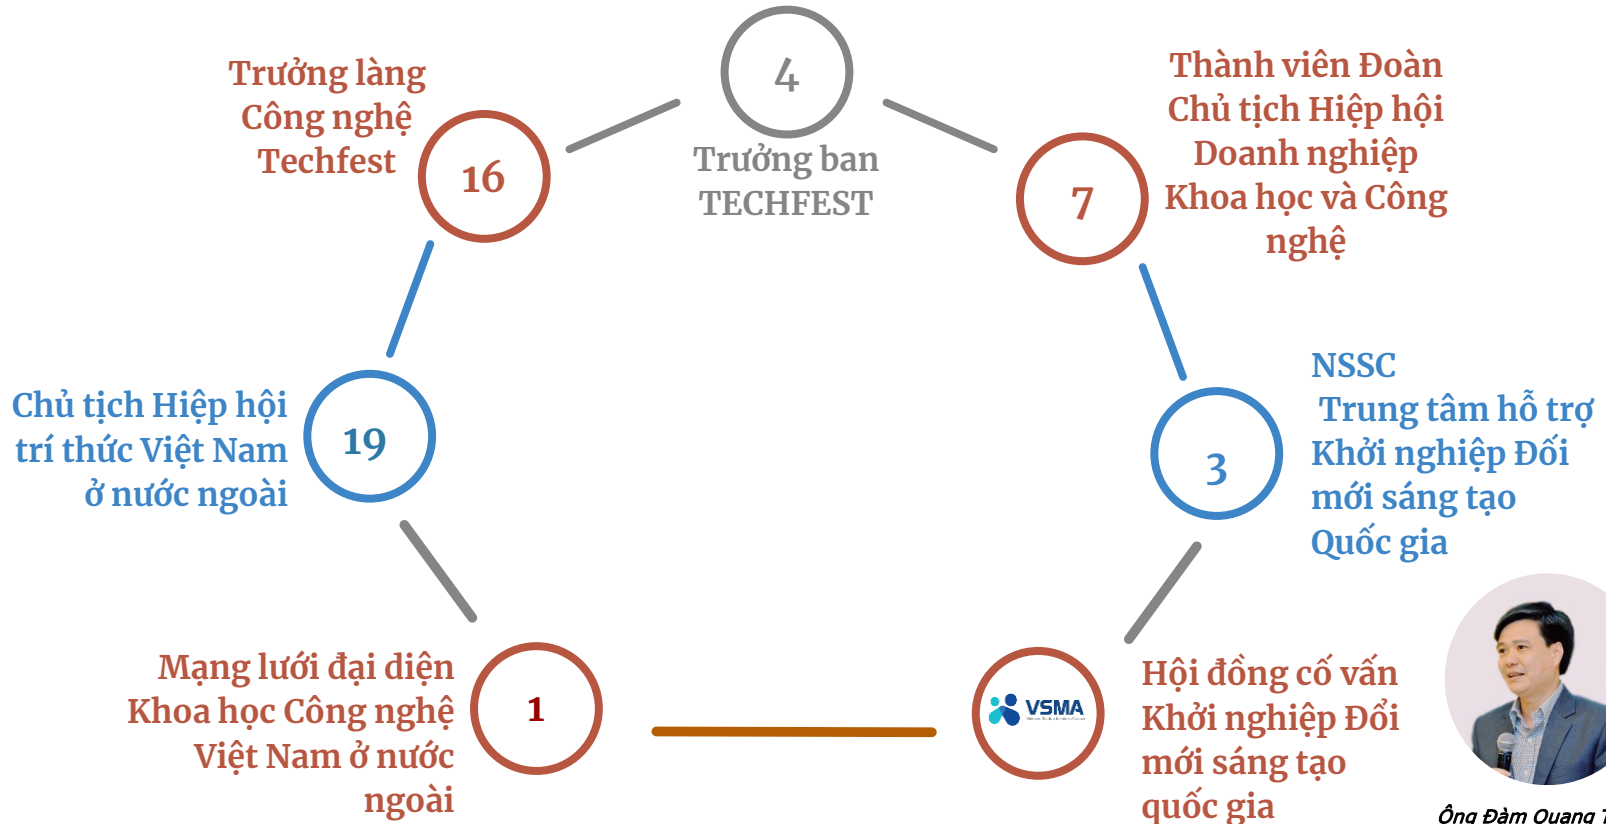 4
Trưởng ban
TECHFEST
Trưởng làng
Công nghệ
Techfest
16
Thành viên Đoàn
Chủ tịch Hiệp hội
Doanh nghiệp
Khoa học và Công
nghệ
7
Chủ tịch Hiệp hội
trí thức Việt Nam
ở nước ngoài
19
NSSC
Trung tâm hỗ trợ
Khởi nghiệp Đối
mới sáng tạo
Quốc gia
3
Mạng lưới đại diện
Khoa học Công nghệ
Việt Nam ở nước
ngoài
1
VSMA
Hội đồng cố vấn
Khởi nghiệp Đổi
mới sáng tạo
quốc gia
Ông Đàm Quang